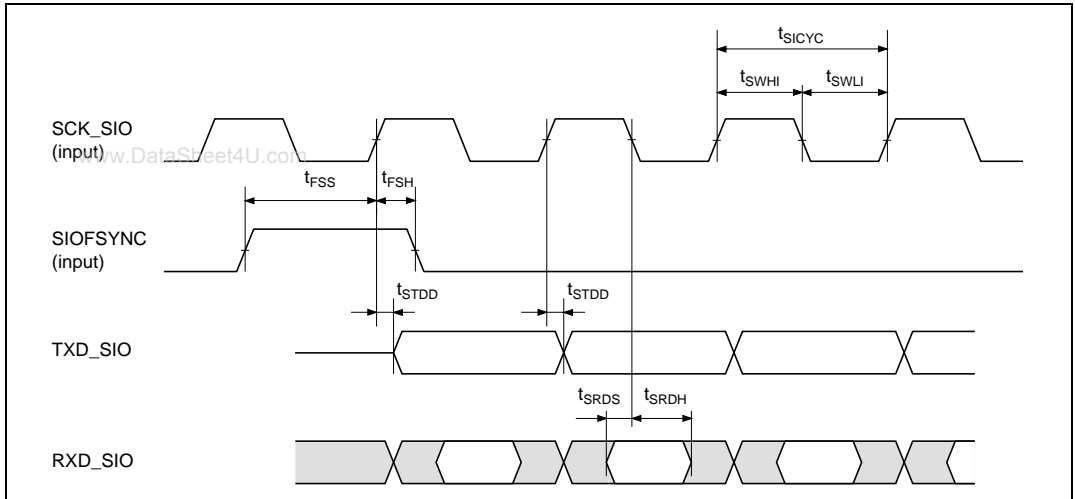 tSICYC
tSWHI tSWLI
SCK_SIO
(input)
www.DataSheet4U.com
tFSS tFSH
SIOFSYNC
(input)
tSTDD tSTDD
TXD_SIO
tSRDS tSRDH
RXD_SIO